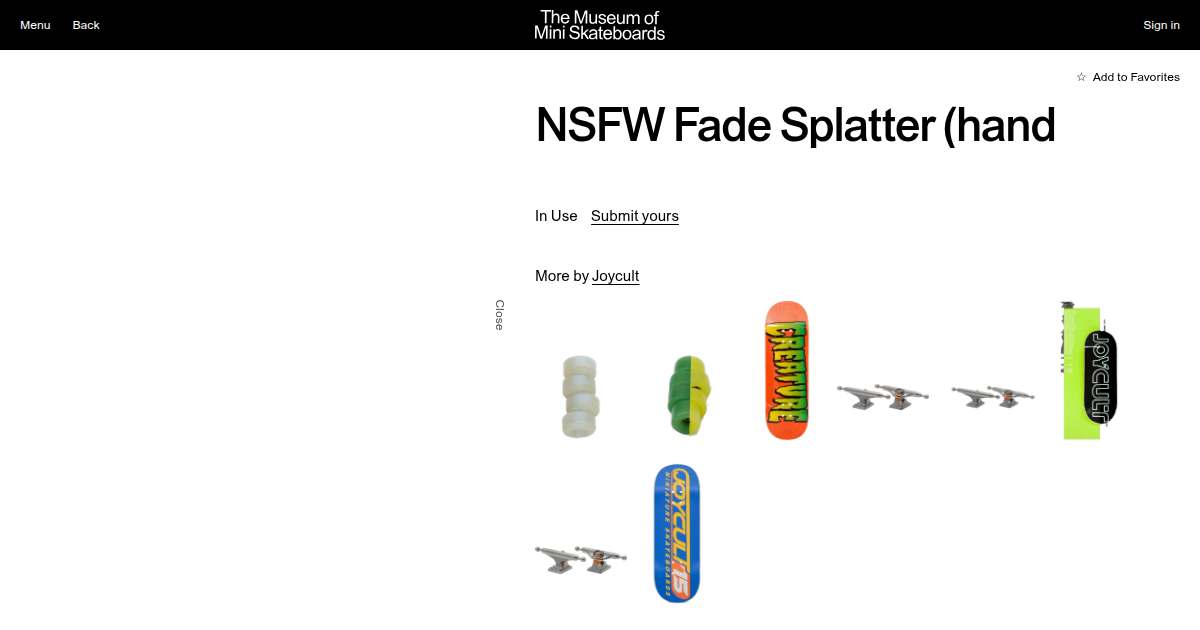 Menu
Back
The Museum of
Mini Skateboards
Sign in
☆ Add to Favorites
NSFW Fade Splatter (hand
In Use Submit yours
More by Joycult
Close
CREATURE
JOYCULT
JOYCULT15
MINIATURE SKATEBOARDS